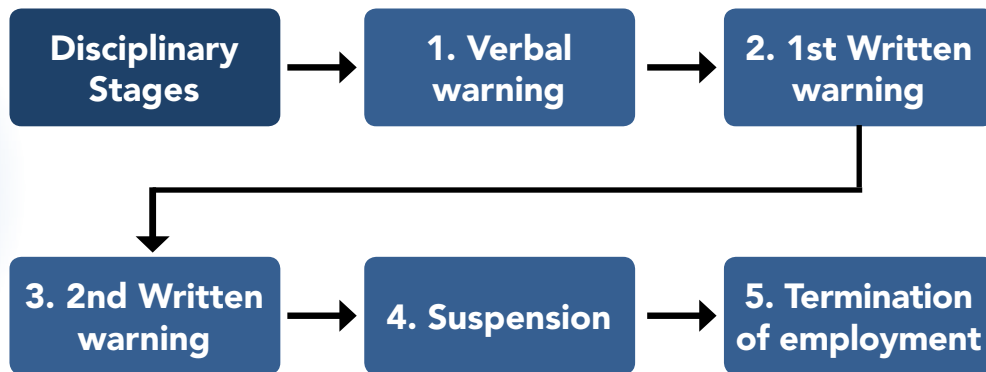 Disciplinary
Stages
1. Verbal
warning
2. 1st Written
warning
3. 2nd Written
warning
4. Suspension
5. Termination
of employment